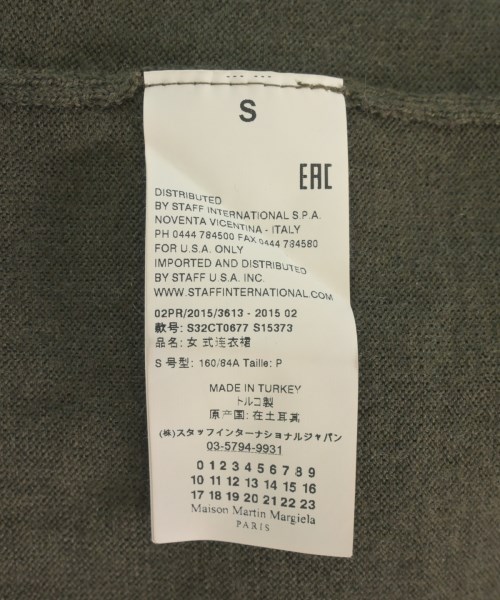 S
EAC
DISTRIBUTED
BY STAFF INTERNATIONAL S.P.A.
NOVENTA VICENTINA - ITALY
PH 0444 784500 FAX 0444 784580
FOR U.S.A. ONLY
IMPORTED AND DISTRIBUTED
BY STAFF U.S.A. INC.
WWW.STAFFINTERNATIONAL.COM
02PR/2015/3613 - 2015 02
款号: S32CT0677 S15373
品名: 女式连衣裙
S 号型: 160/84A Taille: P
MADE IN TURKEY
トルコ製
原产国: 在土耳其
(株)スタッフインターナショナルジャパン
03-5794-9931
0 1 2 3 4 5 6 7 8 9
10 11 12 13 14 15 16
17 18 19 20 21 22 23
Maison Martin Margiela
PARIS